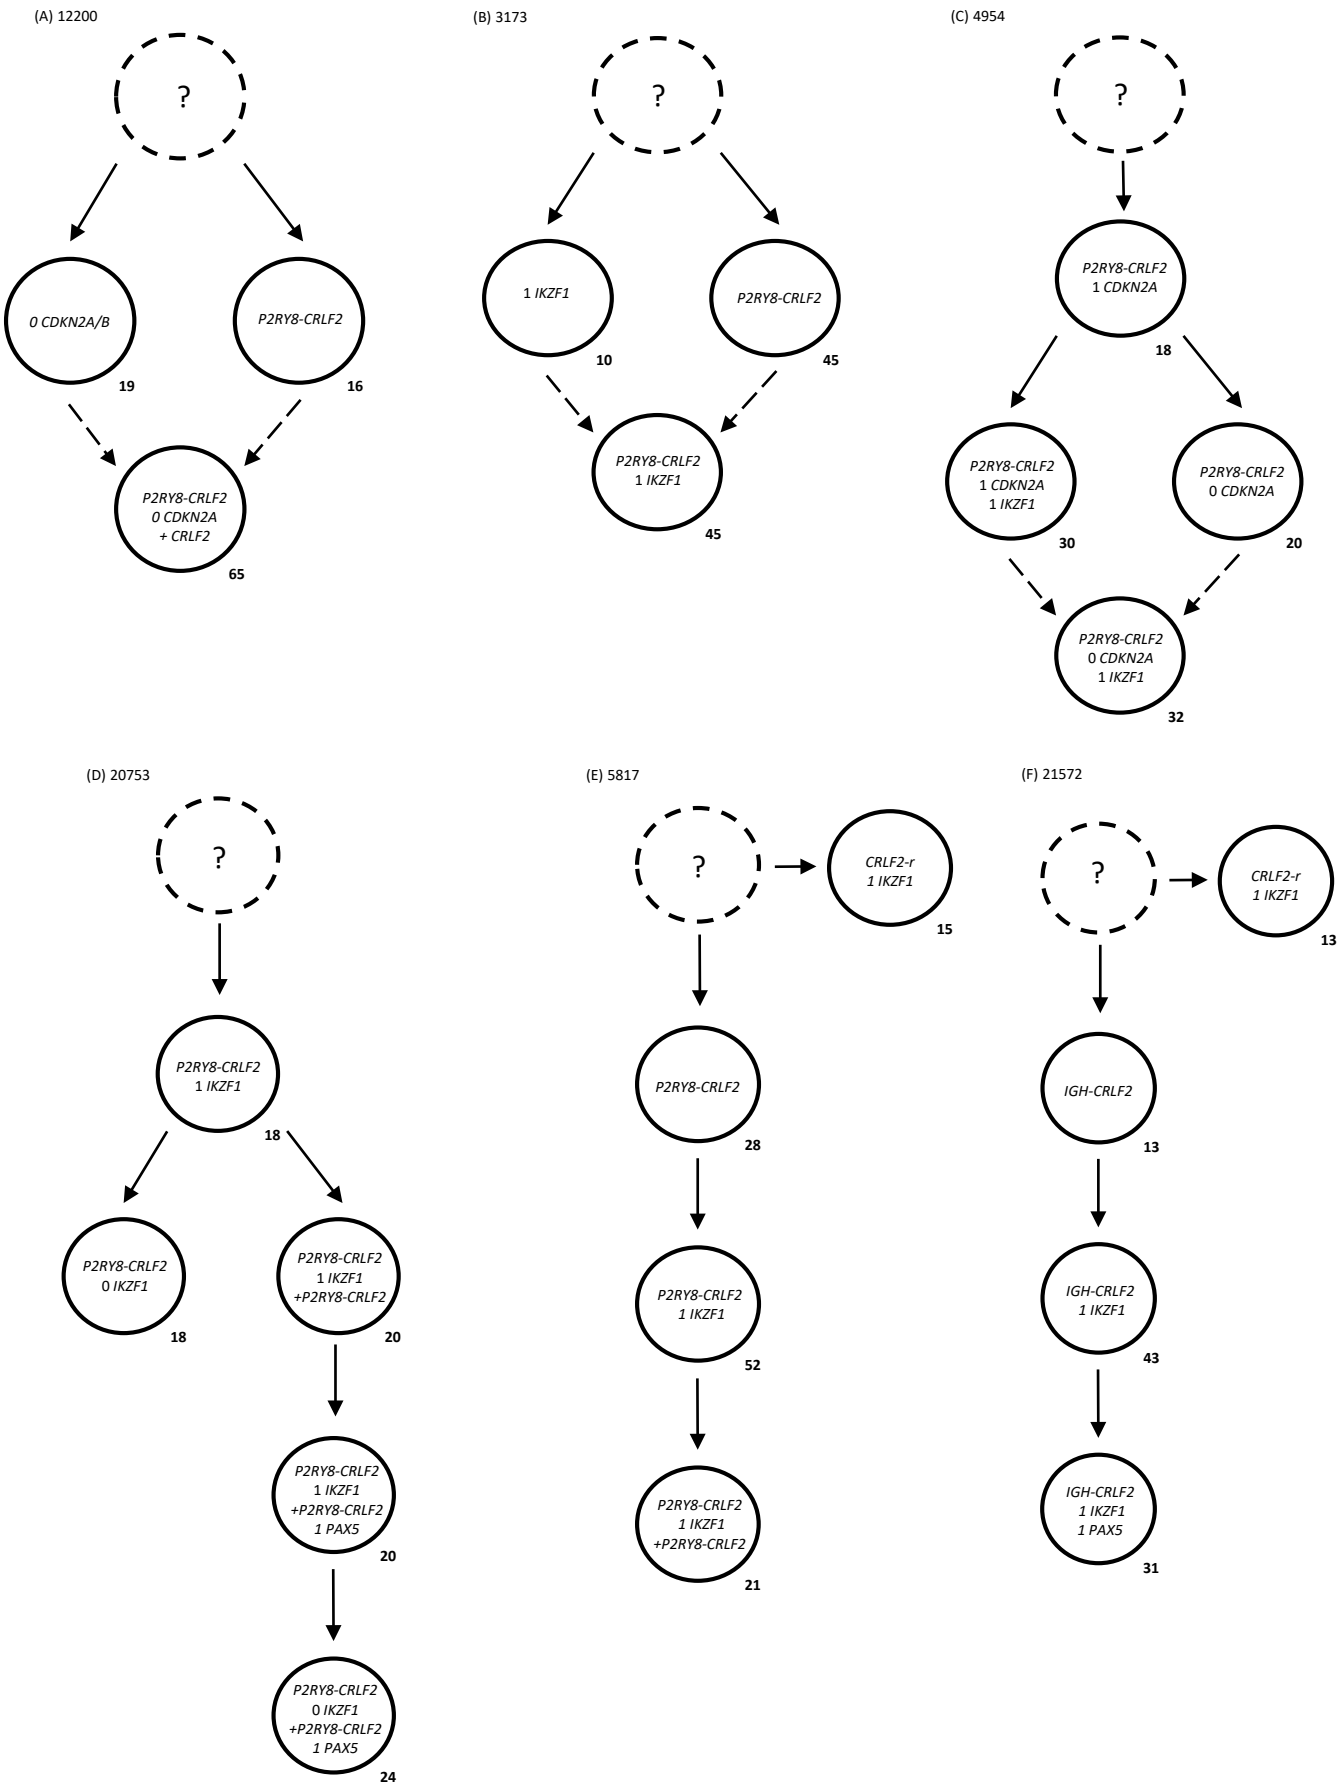 (A) 12200
?
0 CDKN2A/B
19
P2RY8-CRLF2
16
P2RY8-CRLF2
0 CDKN2A
+ CRLF2
65
(B) 3173
?
1 IKZF1
10
P2RY8-CRLF2
45
P2RY8-CRLF2
1 IKZF1
45
(C) 4954
?
P2RY8-CRLF2
1 CDKN2A
18
P2RY8-CRLF2
1 CDKN2A
1 IKZF1
30
P2RY8-CRLF2
0 CDKN2A
20
P2RY8-CRLF2
0 CDKN2A
1 IKZF1
32
(D) 20753
?
P2RY8-CRLF2
1 IKZF1
18
P2RY8-CRLF2
0 IKZF1
18
P2RY8-CRLF2
1 IKZF1
+P2RY8-CRLF2
20
P2RY8-CRLF2
1 IKZF1
+P2RY8-CRLF2
1 PAX5
20
P2RY8-CRLF2
0 IKZF1
+P2RY8-CRLF2
1 PAX5
24
(E) 5817
?
CRLF2-r
1 IKZF1
15
P2RY8-CRLF2
28
P2RY8-CRLF2
1 IKZF1
52
P2RY8-CRLF2
1 IKZF1
+P2RY8-CRLF2
21
(F) 21572
?
CRLF2-r
1 IKZF1
13
IGH-CRLF2
13
IGH-CRLF2
1 IKZF1
43
IGH-CRLF2
1 IKZF1
1 PAX5
31